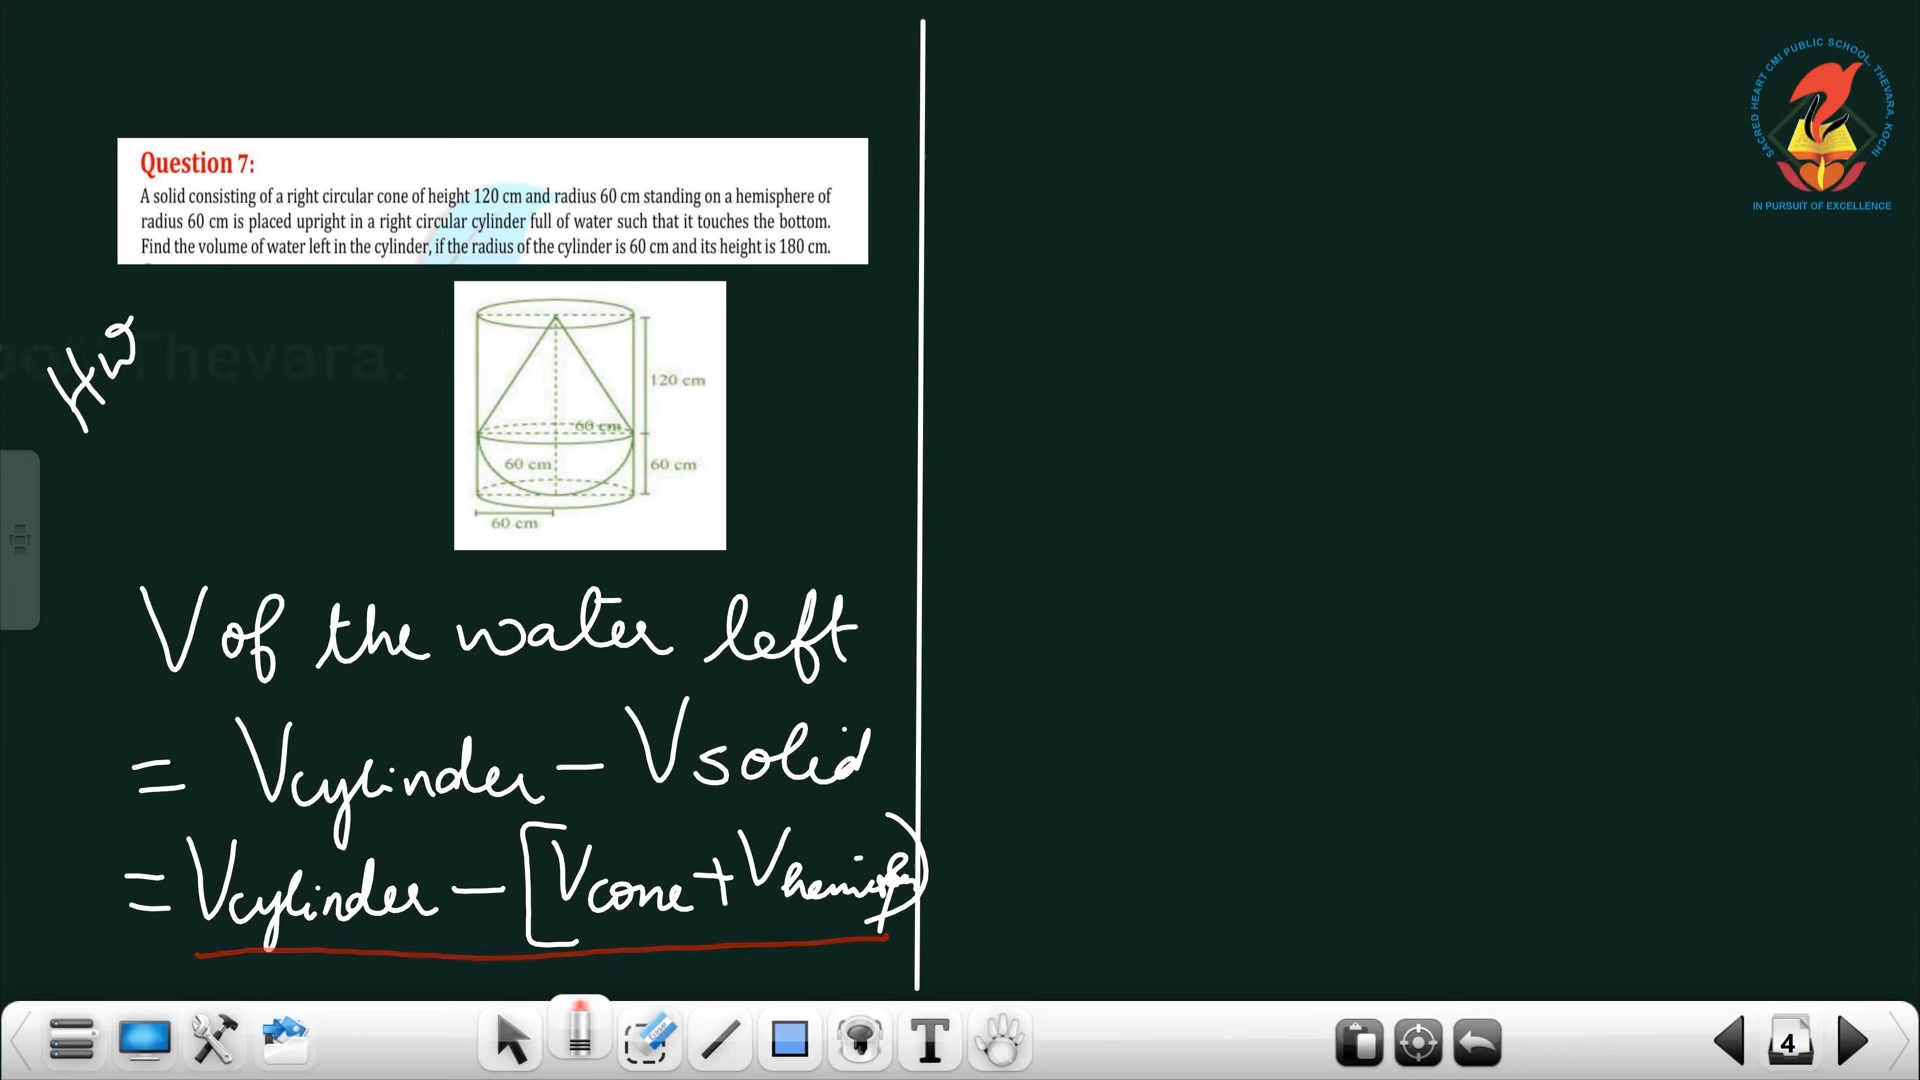 SACRED HEART CMI PUBLIC SCHOOL, THEVARA, KOCHI
IN PURSUIT OF EXCELLENCE
Question 7:
A solid consisting of a right circular cone of height 120 cm and radius 60 cm standing on a hemisphere of
radius 60 cm is placed upright in a right circular cylinder full of water such that it touches the bottom.
Find the volume of water left in the cylinder, if the radius of the cylinder is 60 cm and its height is 180 cm.
Thevara.
HW
120 cm
60 cm
60 cm
60 cm
60 cm
V of the water left
= Vcylinder - Vsolid
= Vcylinder - [Vcone + V
T
4